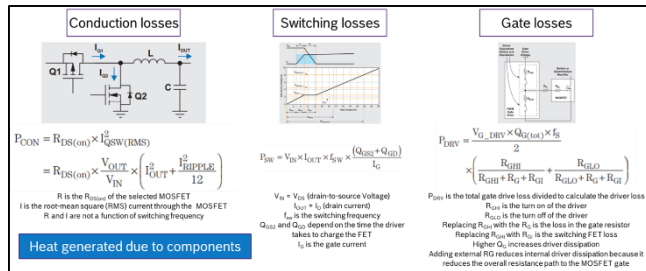 Conduction losses
Switching losses
Gate losses
I_Q1
L
I_OUT
Q1
I_Q2
C
Q2
P_CON = R_DS(on) × I²_QSW(RMS)
= R_DS(on) × V_OUT / V_IN × ( I²_OUT + I²_RIPPLE / 12 )
R is the R_DS(on) of the selected MOSFET
I is the root-mean square (RMS) current through the MOSFET
R and I are not a function of switching frequency
Heat generated due to components
P_SW = V_IN × I_OUT × f_SW × (Q_GS2 + Q_GD) / I_G
V_IN = V_DS (drain-to-source Voltage)
I_OUT = I_D (drain current)
f_sw is the switching frequency
Q_GS2 and Q_GD depend on the time the driver
takes to charge the FET
I_G is the gate current
P_DRV = V_G_DRV × Q_G(tot) × f_S / 2
× ( R_GHI / (R_GHI + R_G + R_GI) + R_GLO / (R_GLO + R_G + R_GI) )
P_DRV is the total gate drive loss divided to calculate the driver loss
R_GHI is the turn on of the driver
R_GLO is the turn off of the driver
Replacing R_GHI with the R_G is the loss in the gate resistor
Replacing R_GHI with R_GI is the switching FET loss
Higher Q_G increases driver dissipation
Adding external RG reduces internal driver dissipation because it
reduces the overall resistance path to the MOSFET gate